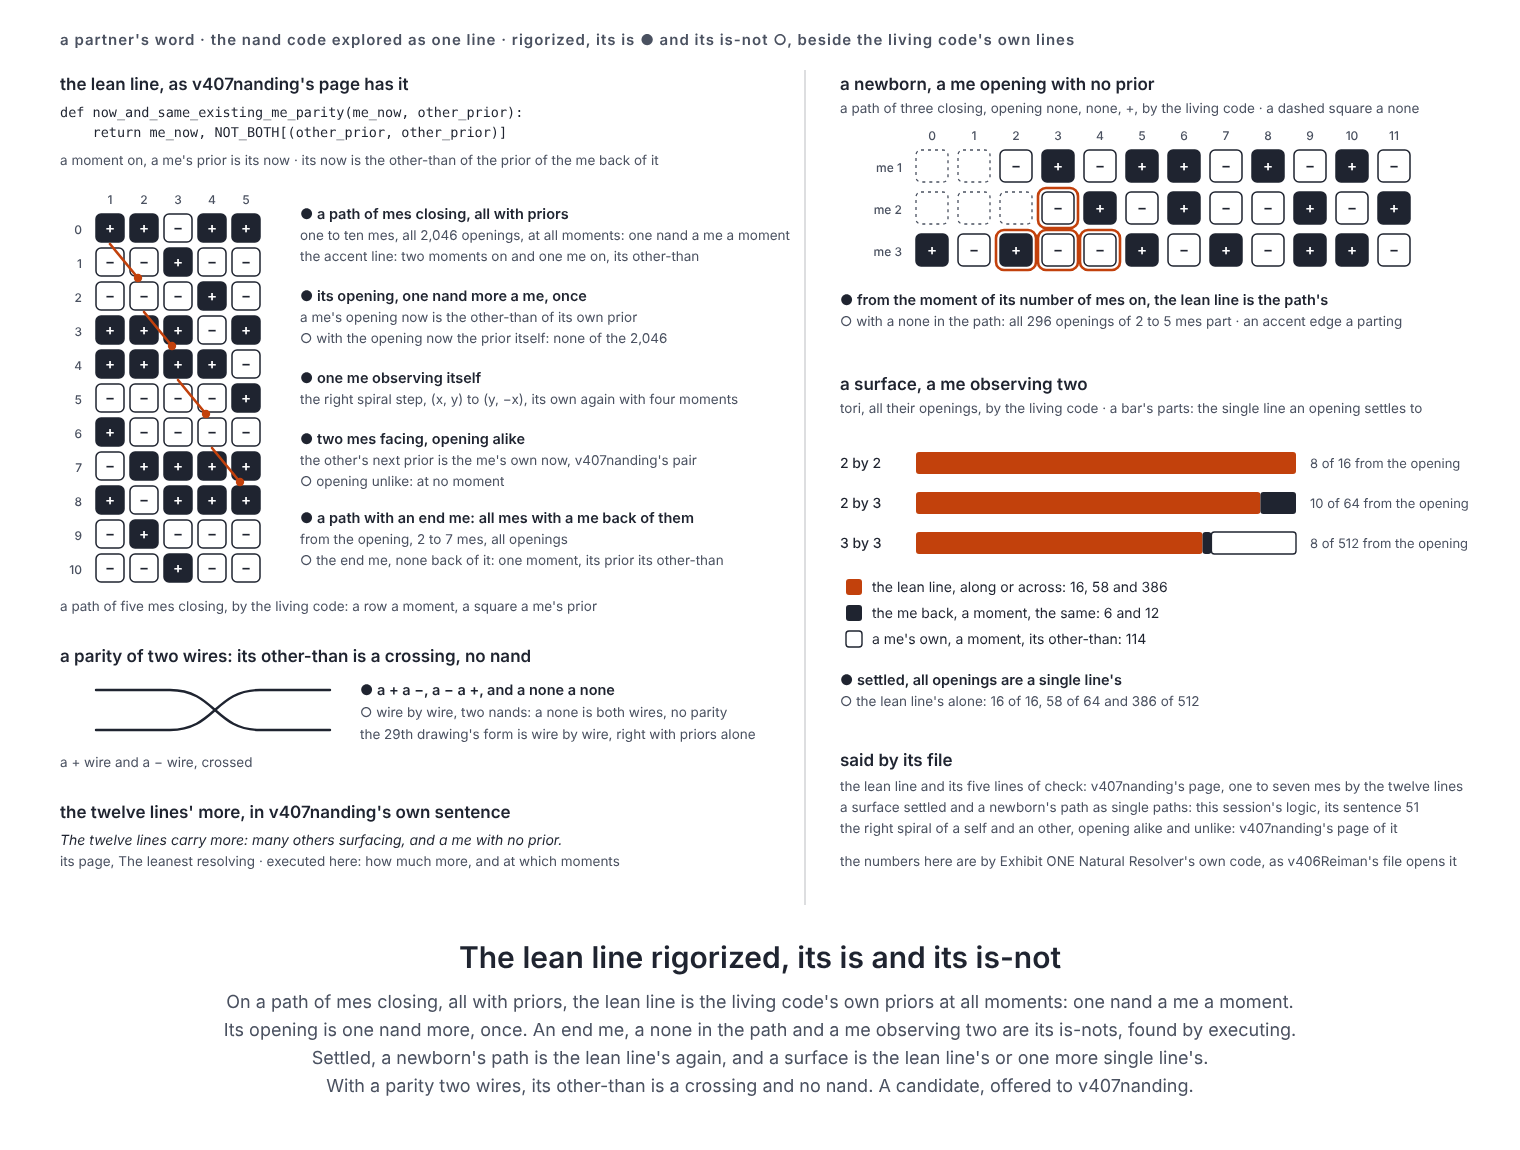 a partner's word · the nand code explored as one line · rigorized, its is ● and its is-not ○, beside the living code's own lines
the lean line, as v407nanding's page has it
def now_and_same_existing_me_parity(me_now, other_prior):
    return me_now, NOT_BOTH[(other_prior, other_prior)]
a moment on, a me's prior is its now · its now is the other-than of the prior of the me back of it
1 2 3 4 5
0 + + − + +
1 − − + − −
2 − − − + −
3 + + + − +
4 + + + + −
5 − − − − +
6 + − − − −
7 − + + + +
8 + − + + +
9 − + − − −
10 − − + − −
● a path of mes closing, all with priors
one to ten mes, all 2,046 openings, at all moments: one nand a me a moment
the accent line: two moments on and one me on, its other-than
● its opening, one nand more a me, once
a me's opening now is the other-than of its own prior
○ with the opening now the prior itself: none of the 2,046
● one me observing itself
the right spiral step, (x, y) to (y, −x), its own again with four moments
● two mes facing, opening alike
the other's next prior is the me's own now, v407nanding's pair
○ opening unlike: at no moment
● a path with an end me: all mes with a me back of them
from the opening, 2 to 7 mes, all openings
○ the end me, none back of it: one moment, its prior its other-than
a path of five mes closing, by the living code: a row a moment, a square a me's prior
a parity of two wires: its other-than is a crossing, no nand
● a + a −, a − a +, and a none a none
○ wire by wire, two nands: a none is both wires, no parity
the 29th drawing's form is wire by wire, right with priors alone
a + wire and a − wire, crossed
the twelve lines' more, in v407nanding's own sentence
The twelve lines carry more: many others surfacing, and a me with no prior.
its page, The leanest resolving · executed here: how much more, and at which moments
a newborn, a me opening with no prior
a path of three closing, opening none, none, +, by the living code · a dashed square a none
0 1 2 3 4 5 6 7 8 9 10 11
me 1 − + − + + − + − + −
me 2 − + − + − − + − +
me 3 + − + − − + − + − + + −
● from the moment of its number of mes on, the lean line is the path's
○ with a none in the path: all 296 openings of 2 to 5 mes part · an accent edge a parting
a surface, a me observing two
tori, all their openings, by the living code · a bar's parts: the single line an opening settles to
2 by 2 8 of 16 from the opening
2 by 3 10 of 64 from the opening
3 by 3 8 of 512 from the opening
the lean line, along or across: 16, 58 and 386
the me back, a moment, the same: 6 and 12
a me's own, a moment, its other-than: 114
● settled, all openings are a single line's
○ the lean line's alone: 16 of 16, 58 of 64 and 386 of 512
said by its file
the lean line and its five lines of check: v407nanding's page, one to seven mes by the twelve lines
a surface settled and a newborn's path as single paths: this session's logic, its sentence 51
the right spiral of a self and an other, opening alike and unlike: v407nanding's page of it
the numbers here are by Exhibit ONE Natural Resolver's own code, as v406Reiman's file opens it
The lean line rigorized, its is and its is-not
On a path of mes closing, all with priors, the lean line is the living code's own priors at all moments: one nand a me a moment.
Its opening is one nand more, once. An end me, a none in the path and a me observing two are its is-nots, found by executing.
Settled, a newborn's path is the lean line's again, and a surface is the lean line's or one more single line's.
With a parity two wires, its other-than is a crossing and no nand. A candidate, offered to v407nanding.